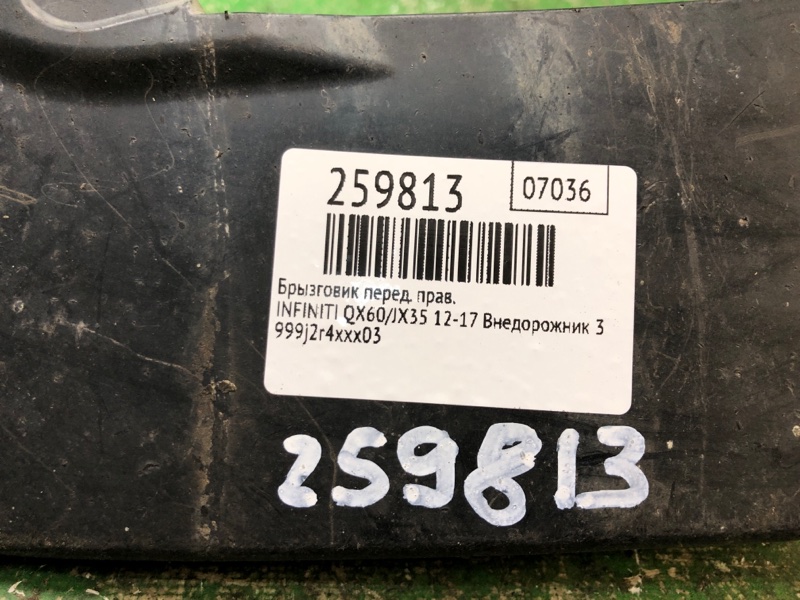 259813
07036
Брызговик перед. прав.
INFINITI QX60/JX35 12-17 Внедорожник 3
999j2r4xxx03
259813